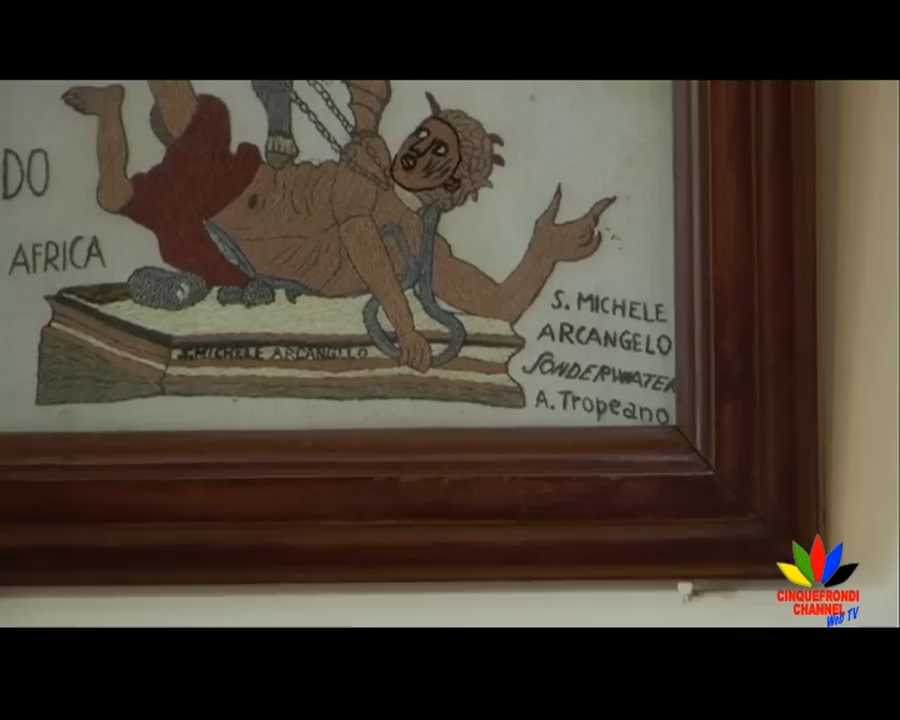 DO
AFRICA
S. MICHELE ARCANGELO
S. MICHELE
ARCANGELO
SONDERWATER
A. Tropeano
CINQUEFRONDI
CHANNEL
Web TV